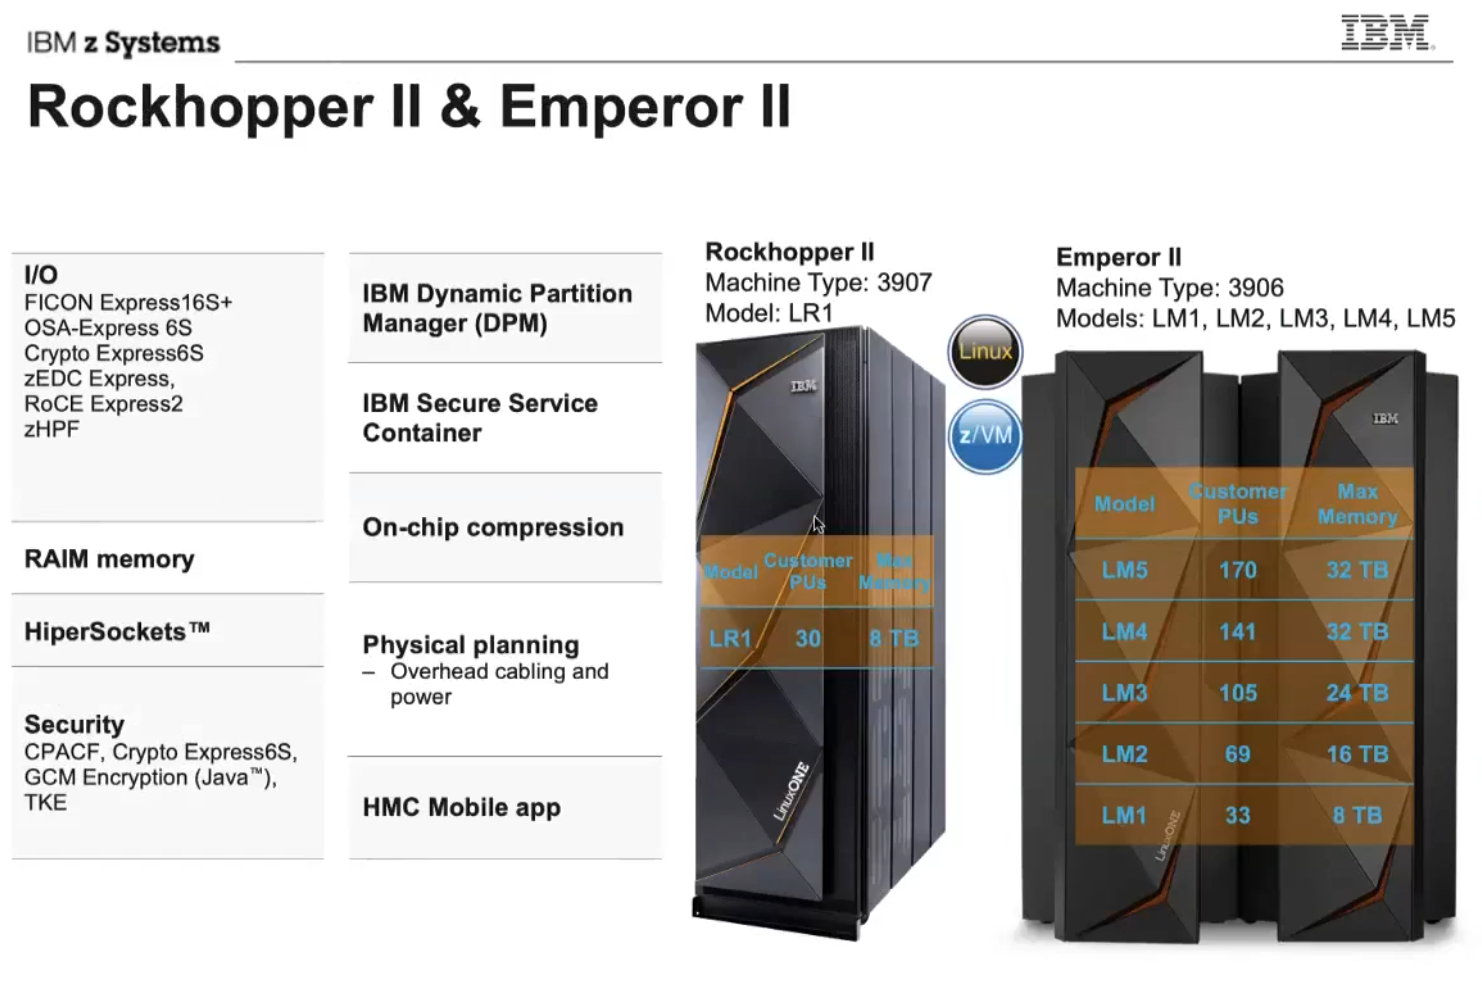 IBM z Systems
IBM
Rockhopper II & Emperor II
I/O
FICON Express16S+
OSA-Express 6S
Crypto Express6S
zEDC Express,
RoCE Express2
zHPF
RAIM memory
HiperSockets™
Security
CPACF, Crypto Express6S,
GCM Encryption (Java™),
TKE
IBM Dynamic Partition
Manager (DPM)
IBM Secure Service
Container
On-chip compression
Physical planning
– Overhead cabling and
power
HMC Mobile app
Rockhopper II
Machine Type: 3907
Model: LR1
IBM
Model Customer PUs Max Memory
LR1 30 8 TB
LinuxONE
Linux
z/VM
Emperor II
Machine Type: 3906
Models: LM1, LM2, LM3, LM4, LM5
IBM
Model Customer PUs Max Memory
LM5 170 32 TB
LM4 141 32 TB
LM3 105 24 TB
LM2 69 16 TB
LM1 33 8 TB
LinuxONE